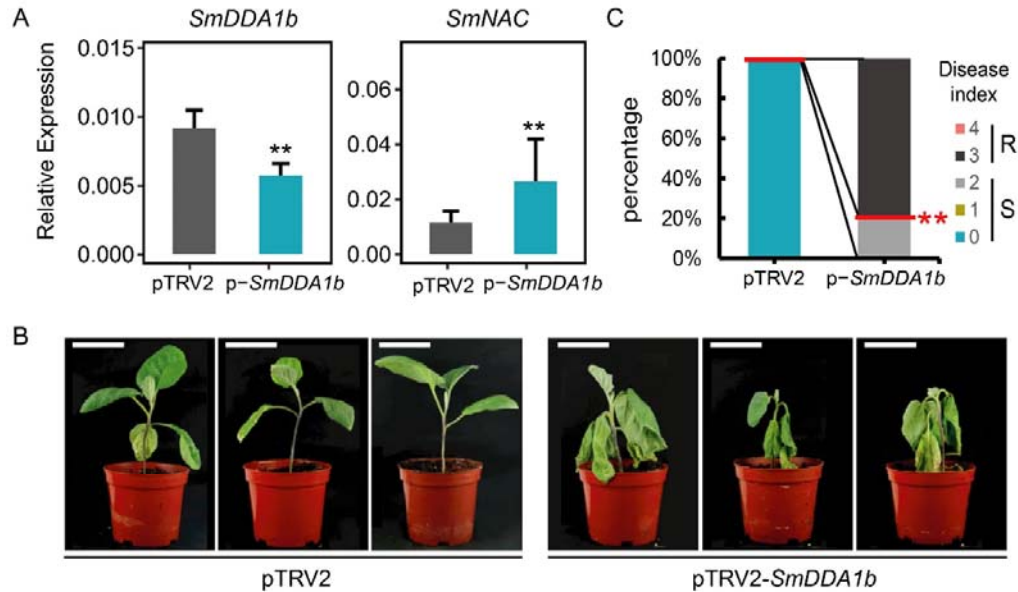 A
SmDDA1b
SmNAC
Relative Expression
0.015
0.010
0.005
0.000
**
pTRV2
p-SmDDA1b
0.06
0.04
0.02
0.00
**
pTRV2
p-SmDDA1b
C
percentage
100%
80%
60%
40%
20%
0%
**
pTRV2
p-SmDDA1b
Disease
index
4
3
R
2
1
0
S
B
pTRV2
pTRV2-SmDDA1b